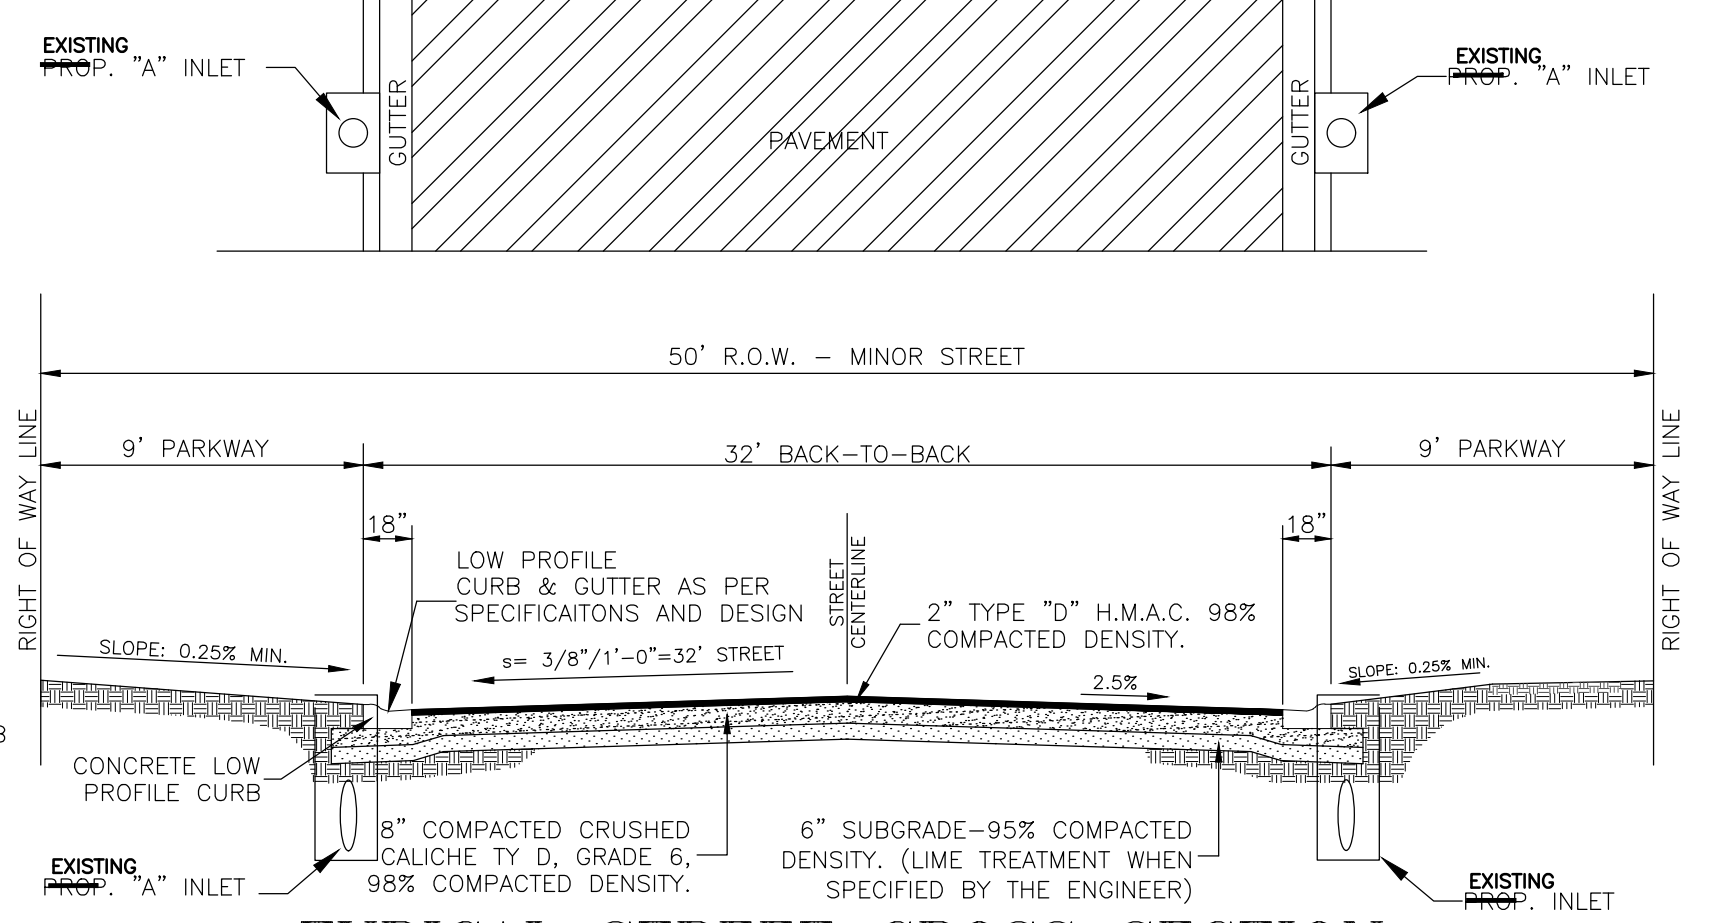 EXISTING
PROP. "A" INLET
EXISTING
PROP. "A" INLET
GUTTER
PAVEMENT
GUTTER
50' R.O.W. – MINOR STREET
RIGHT OF WAY LINE
9' PARKWAY
32' BACK–TO–BACK
9' PARKWAY
RIGHT OF WAY LINE
18"
18"
LOW PROFILE
CURB & GUTTER AS PER
SPECIFICAITONS AND DESIGN
STREET
CENTERLINE
2" TYPE "D" H.M.A.C. 98%
COMPACTED DENSITY.
SLOPE: 0.25% MIN.
s= 3/8"/1'–0"=32' STREET
2.5%
SLOPE: 0.25% MIN.
CONCRETE LOW
PROFILE CURB
8" COMPACTED CRUSHED
CALICHE TY D, GRADE 6,
98% COMPACTED DENSITY.
6" SUBGRADE–95% COMPACTED
DENSITY. (LIME TREATMENT WHEN
SPECIFIED BY THE ENGINEER)
EXISTING
PROP. "A" INLET
EXISTING
PROP. INLET